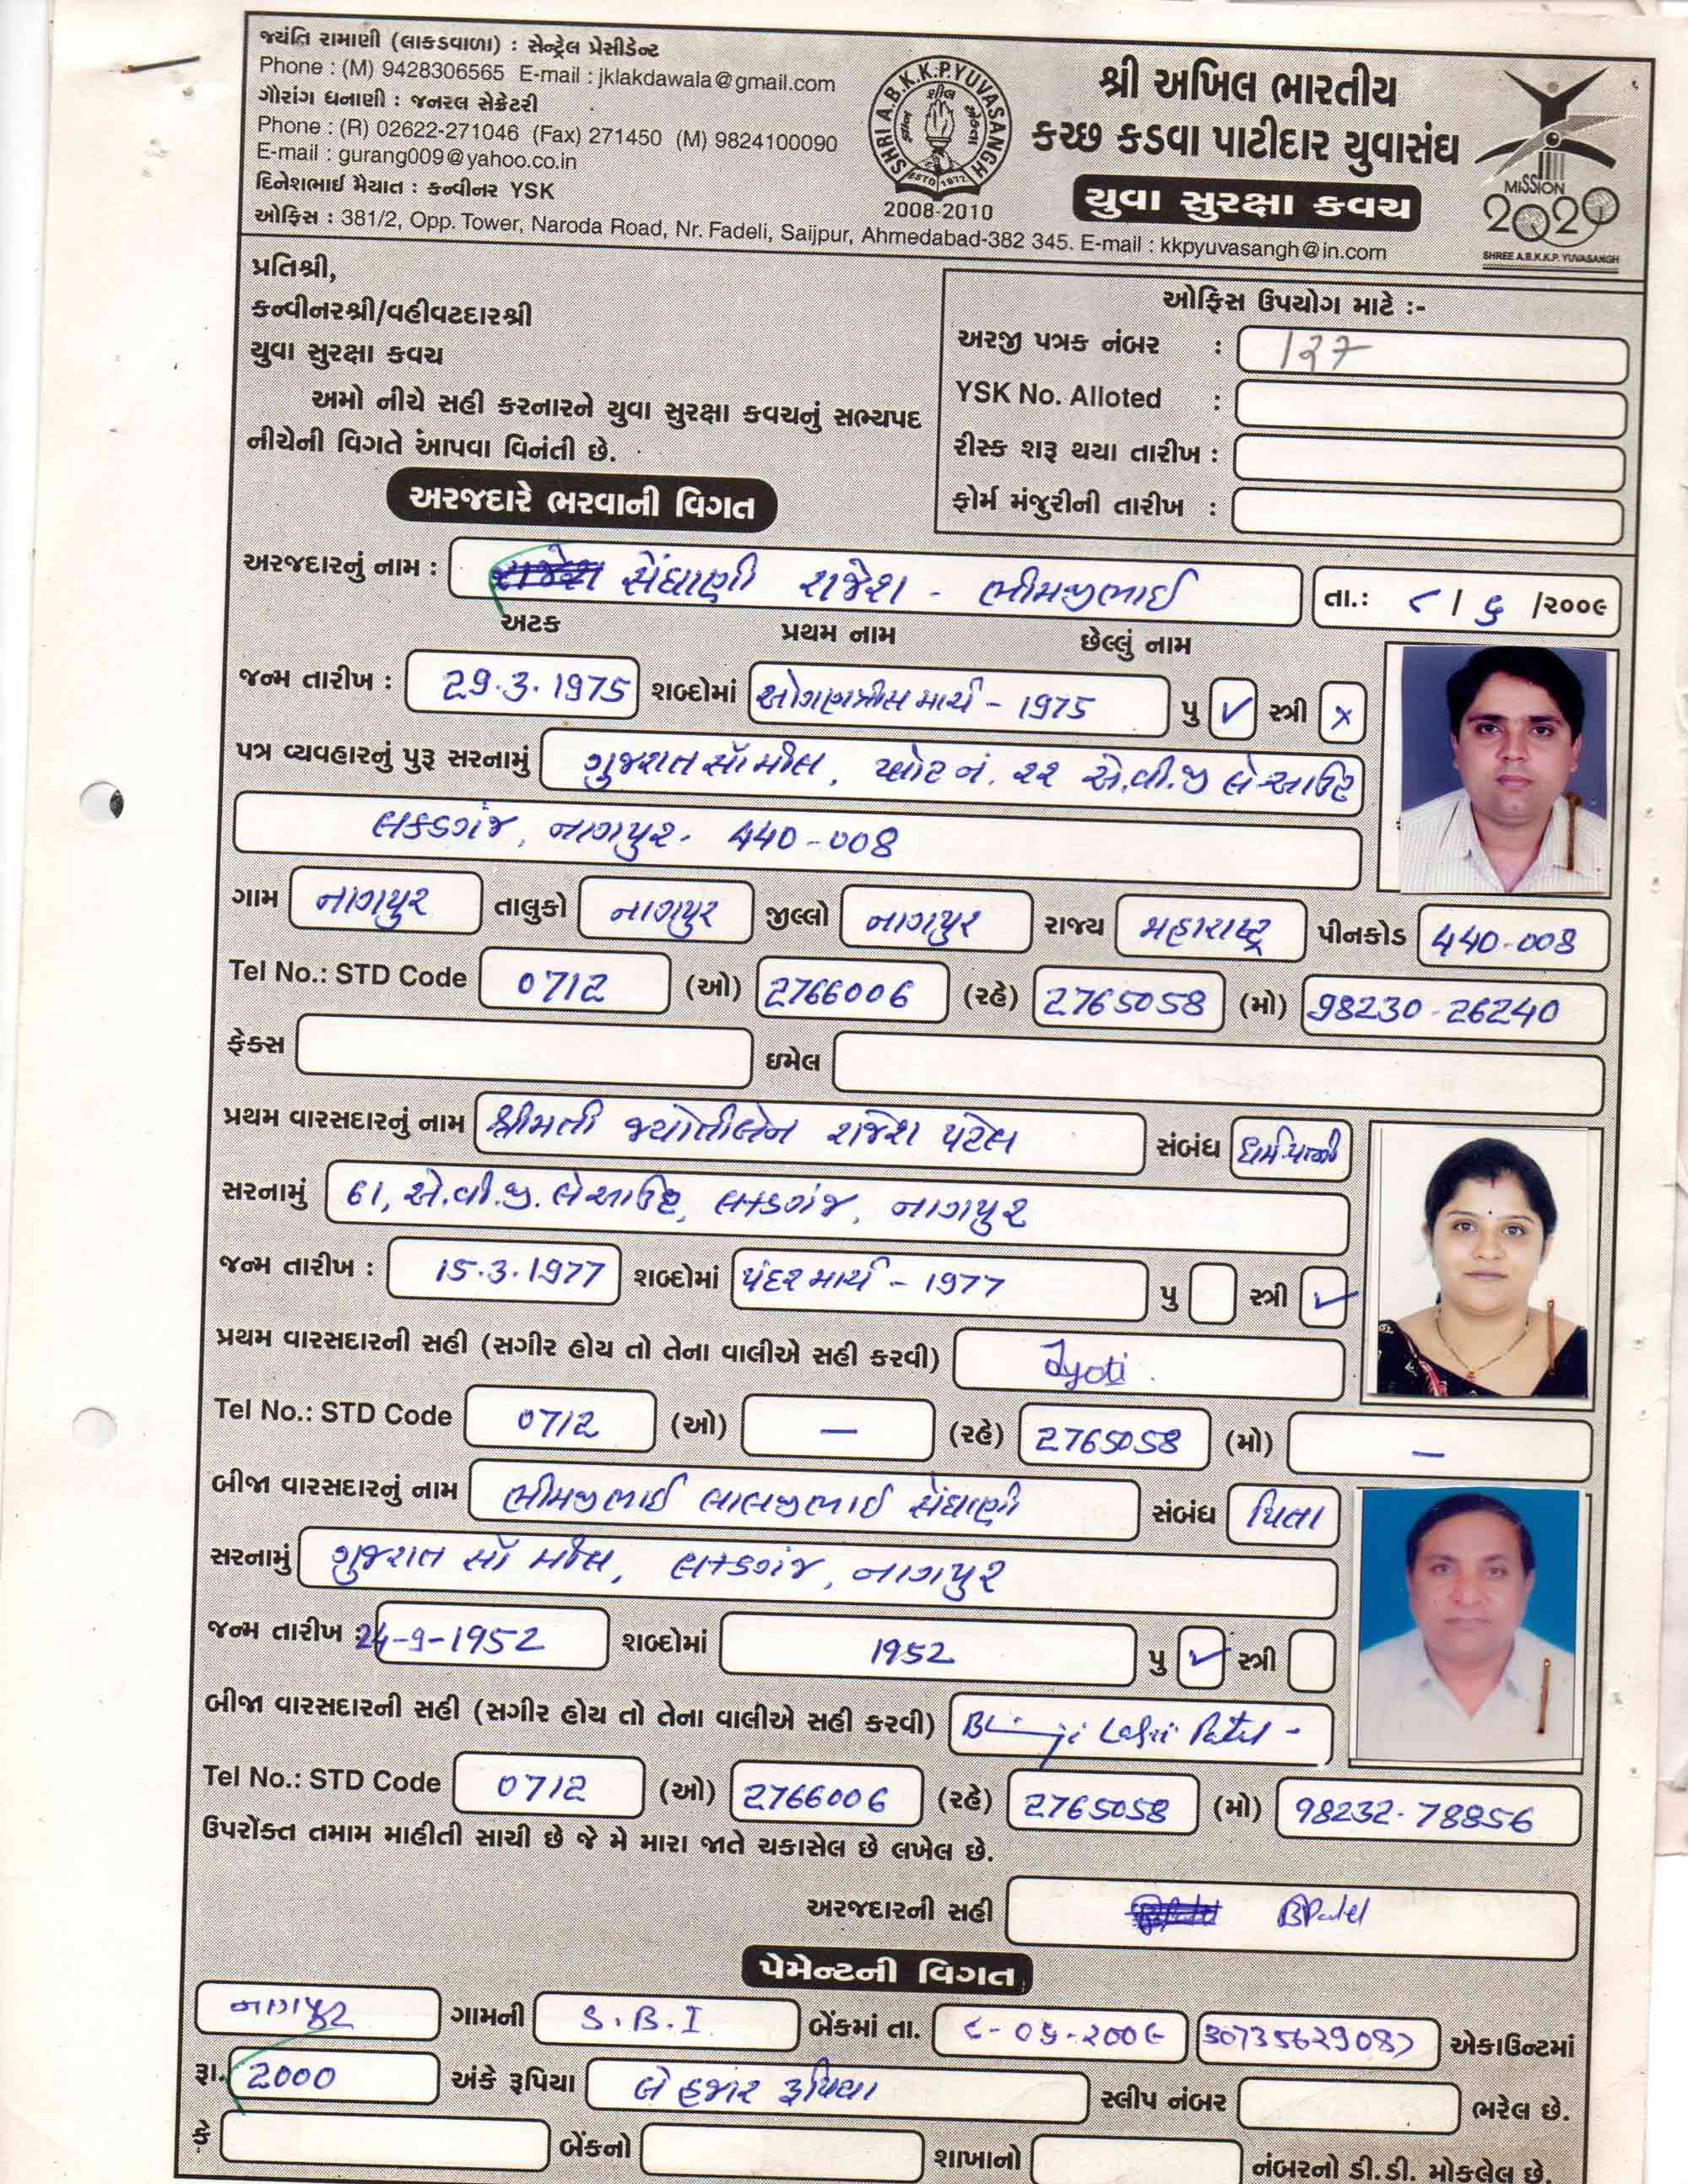 જયંતિ રામાણી (લાકડવાળા) : સેન્ટ્રેલ પ્રેસીડેન્ટ
Phone : (M) 9428306565 E-mail : jklakdawala@gmail.com
ગૌરાંગ ધનાણી : જનરલ સેક્રેટરી
Phone : (R) 02622-271046 (Fax) 271450 (M) 9824100090
E-mail : gurang009@yahoo.co.in
દિનેશભાઈ મૈયાત : કન્વીનર YSK
ઓફિસ : 381/2, Opp. Tower, Naroda Road, Nr. Fadeli, Saijpur, Ahmedabad-382 345. E-mail : kkpyuvasangh@in.com
SHRI A.B.K.K.P.YUVASANGH
ESTD 1972
2008-2010
શ્રી અખિલ ભારતીય
કચ્છ કડવા પાટીદાર યુવાસંઘ
યુવા સુરક્ષા કવચ
MISSION
2020
SHREE A.B.K.K.P. YUVASANGH
પ્રતિશ્રી,
કન્વીનરશ્રી/વહીવટદારશ્રી
યુવા સુરક્ષા કવચ
અમો નીચે સહી કરનારને યુવા સુરક્ષા કવચનું સભ્યપદ
નીચેની વિગતે આંપવા વિનંતી છે.
ઓફિસ ઉપયોગ માટે :-
અરજી પત્રક નંબર : 127
YSK No. Alloted :
રીસ્ક શરૂ થયા તારીખ :
ફોર્મ મંજુરીની તારીખ :
અરજદારે ભરવાની વિગત
અરજદારનું નામ : સેંઘાણી રાજેશ - ભીમજીભાઈ તા.: ૮ / ૬ /૨૦૦૯
અટક પ્રથમ નામ છેલ્લું નામ
જન્મ તારીખ : 29.3.1975 શબ્દોમાં ઓગણત્રીસ માર્ચ - 1975 પુ ✓ સ્ત્રી ×
પત્ર વ્યવહારનું પુરૂ સરનામું ગુજરાત સૉ મીલ, પ્લોટ નં. ૨૨ એ.વી.જી લે આઉટ
લકડગંજ, નાગપુર. 440-008
ગામ નાગપુર તાલુકો નાગપુર જીલ્લો નાગપુર રાજ્ય મહારાષ્ટ્ર પીનકોડ 440-008
Tel No.: STD Code 0712 (ઓ) 2766006 (રહે) 2765058 (મો) 98230-26240
ફેક્સ ઇમેલ
પ્રથમ વારસદારનું નામ શ્રીમતી જ્યોતીબેન રાજેશ પટેલ સંબંધ ધર્મપત્ની
સરનામું 61, એ.વી.જી. લેઆઉટ, લકડગંજ, નાગપુર
જન્મ તારીખ : 15.3.1977 શબ્દોમાં પંદર માર્ચ - 1977 પુ સ્ત્રી ✓
પ્રથમ વારસદારની સહી (સગીર હોય તો તેના વાલીએ સહી કરવી) Jyoti.
Tel No.: STD Code 0712 (ઓ) — (રહે) 2765058 (મો) —
બીજા વારસદારનું નામ ભીમજીભાઈ લાલજીભાઈ સેંઘાણી સંબંધ પિતા
સરનામું ગુજરાત સૉ મીલ, લકડગંજ, નાગપુર
જન્મ તારીખ : 24-9-1952 શબ્દોમાં 1952 પુ ✓ સ્ત્રી
બીજા વારસદારની સહી (સગીર હોય તો તેના વાલીએ સહી કરવી) Patel -
Tel No.: STD Code 0712 (ઓ) 2766006 (રહે) 2765058 (મો) 98232-78856
ઉપરોંક્ત તમામ માહીતી સાચી છે જે મે મારા જાતે ચકાસેલ છે લખેલ છે.
અરજદારની સહી BPatel
પેમેન્ટની વિગત
નાગપુર ગામની S.B.I બેંકમાં તા. ૮-૦૬-૨૦૦૯ 30735629087 એકાઉન્ટમાં
રૂા. 2000 અંકે રૂપિયા બે હજાર રૂપિયા સ્લીપ નંબર ભરેલ છે.
કે બેંકનો શાખાનો નંબરનો ડી.ડી. મોકલેલ છે.